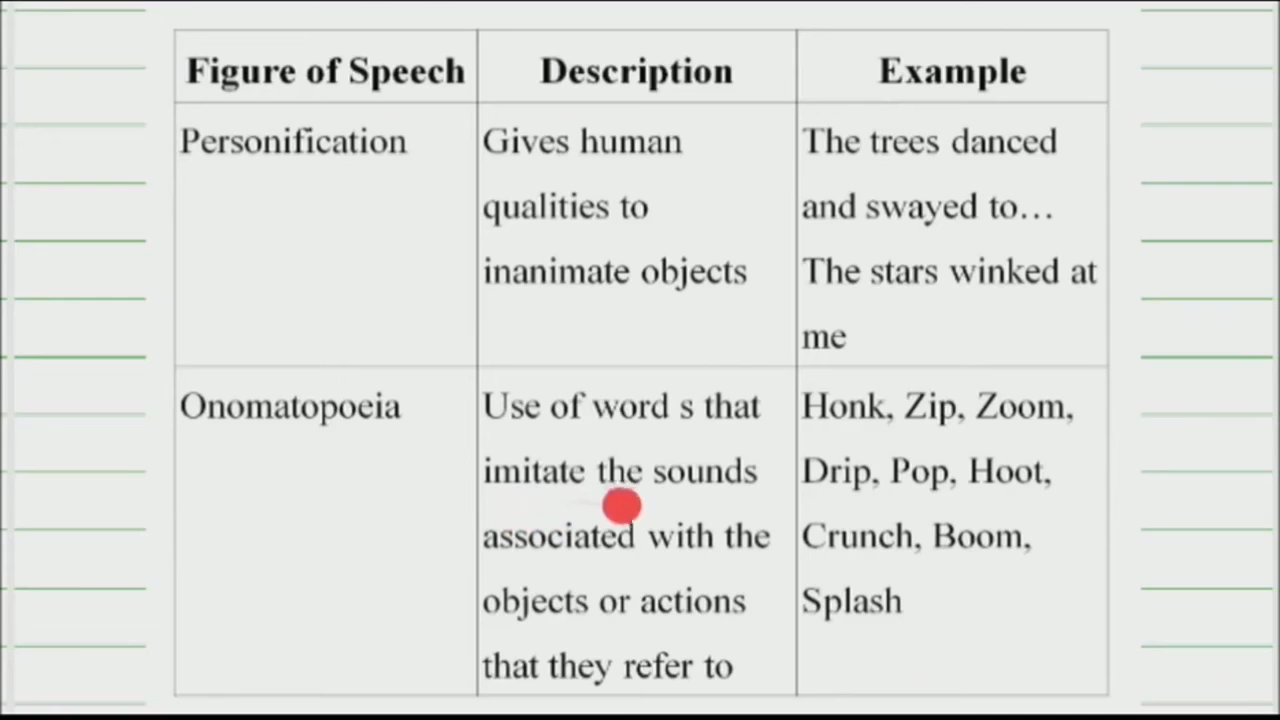 Figure of Speech
Description
Example
Personification
Gives human
qualities to
inanimate objects
The trees danced
and swayed to…
The stars winked at
me
Onomatopoeia
Use of word s that
imitate the sounds
associated with the
objects or actions
that they refer to
Honk, Zip, Zoom,
Drip, Pop, Hoot,
Crunch, Boom,
Splash